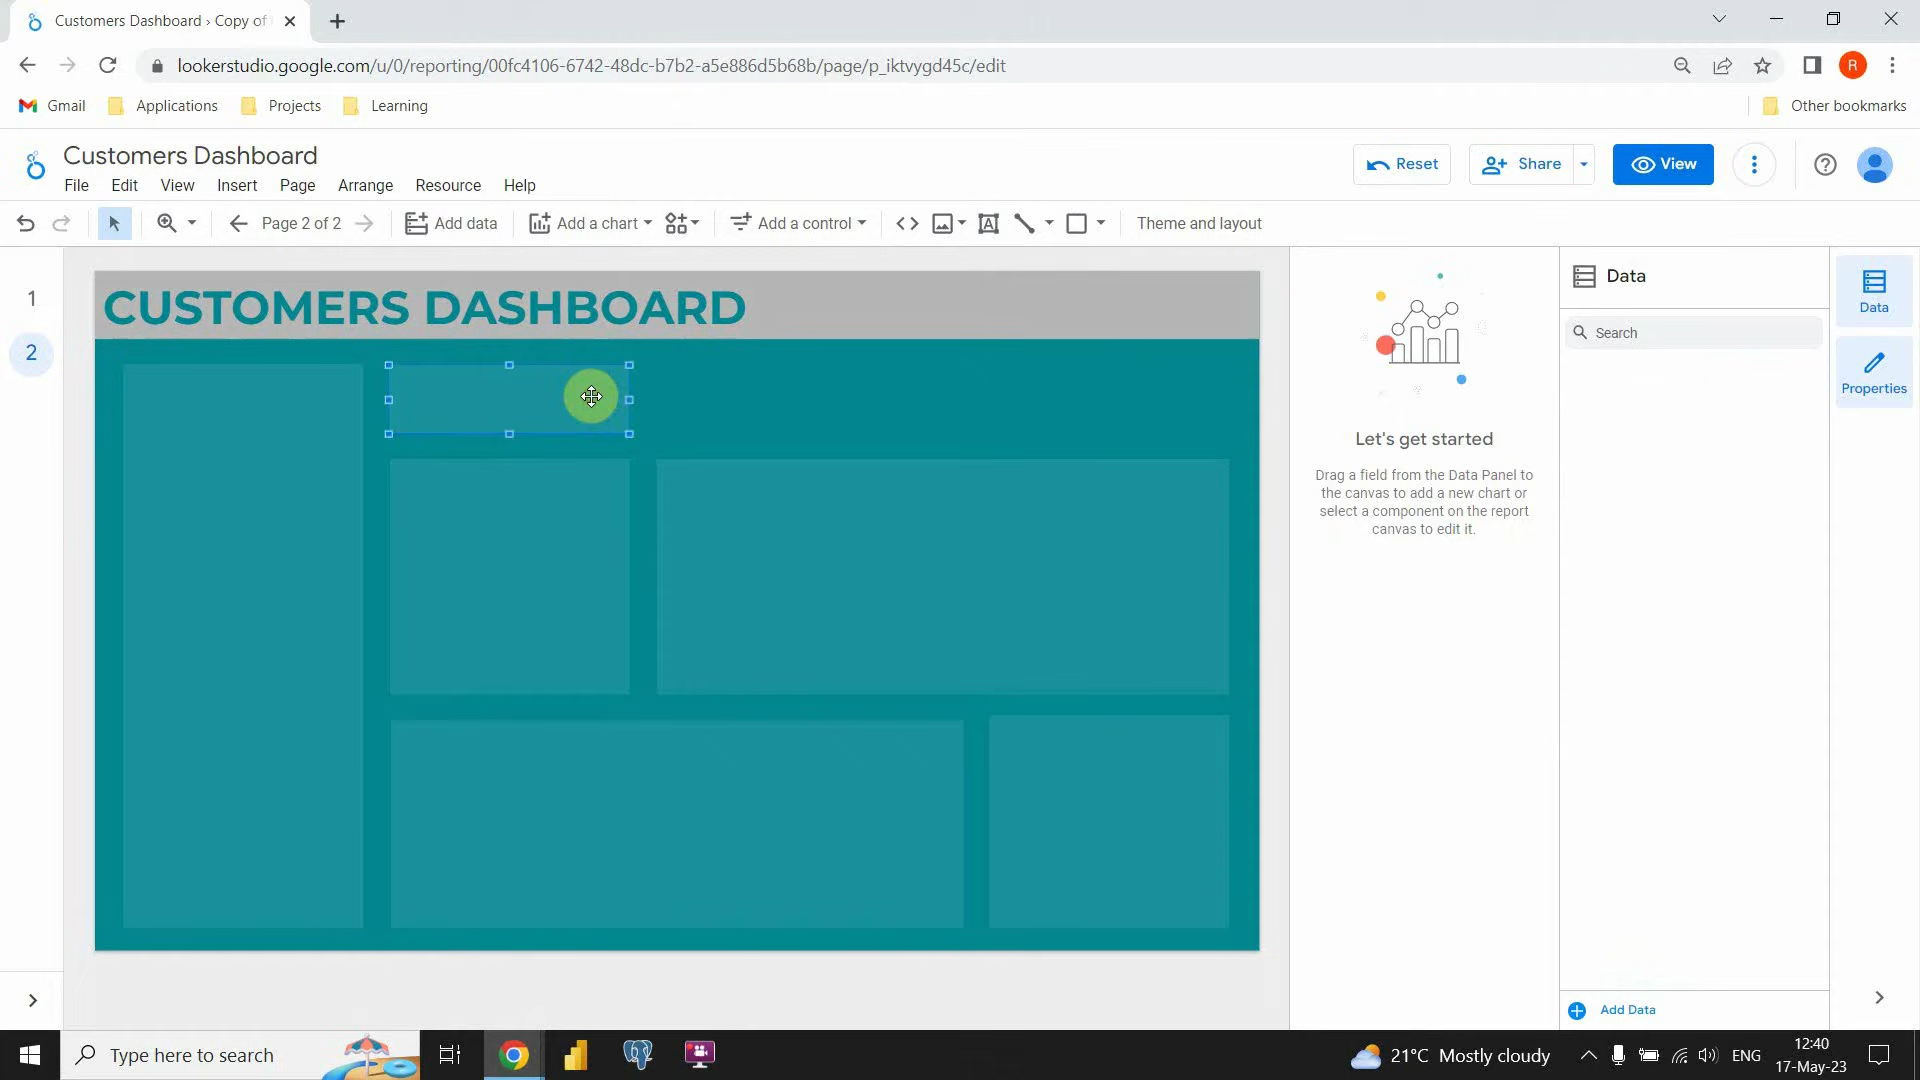 Customers Dashboard › Copy of
lookerstudio.google.com/u/0/reporting/00fc4106-6742-48dc-b7b2-a5e886d5b68b/page/p_iktvygd45c/edit
R
Gmail
Applications
Projects
Learning
Other bookmarks
Customers Dashboard
File
Edit
View
Insert
Page
Arrange
Resource
Help
Reset
Share
View
Page 2 of 2
Add data
Add a chart
Add a control
Theme and layout
1
2
CUSTOMERS DASHBOARD
Let's get started
Drag a field from the Data Panel to
the canvas to add a new chart or
select a component on the report
canvas to edit it.
Data
Search
Add Data
Data
Properties
Type here to search
21°C Mostly cloudy
ENG
12:40
17-May-23